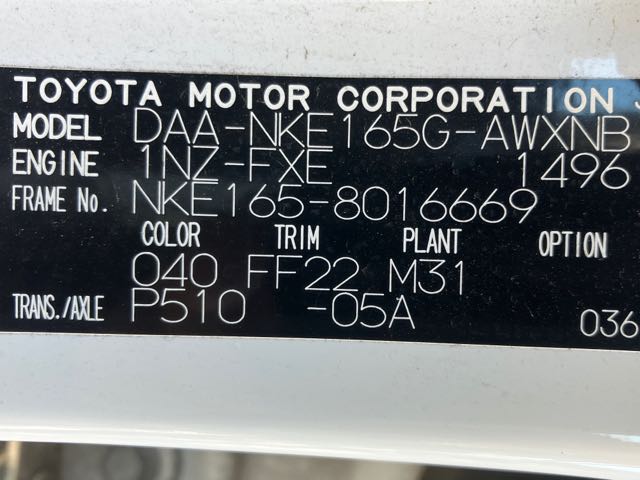 TOYOTA MOTOR CORPORATION
MODEL DAA-NKE165G-AWXNB
ENGINE 1NZ-FXE 1496
FRAME No. NKE165-8016669
COLOR TRIM PLANT OPTION
040 FF22 M31
TRANS./AXLE P510 -05A 036